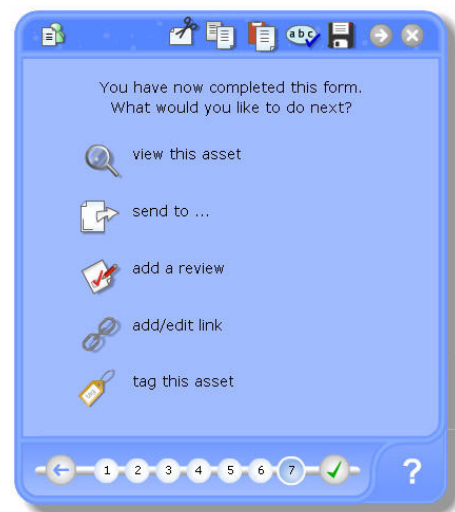 abc
You have now completed this form.
What would you like to do next?
view this asset
send to ...
add a review
add/edit link
tag this asset
1 2 3 4 5 6 7
?